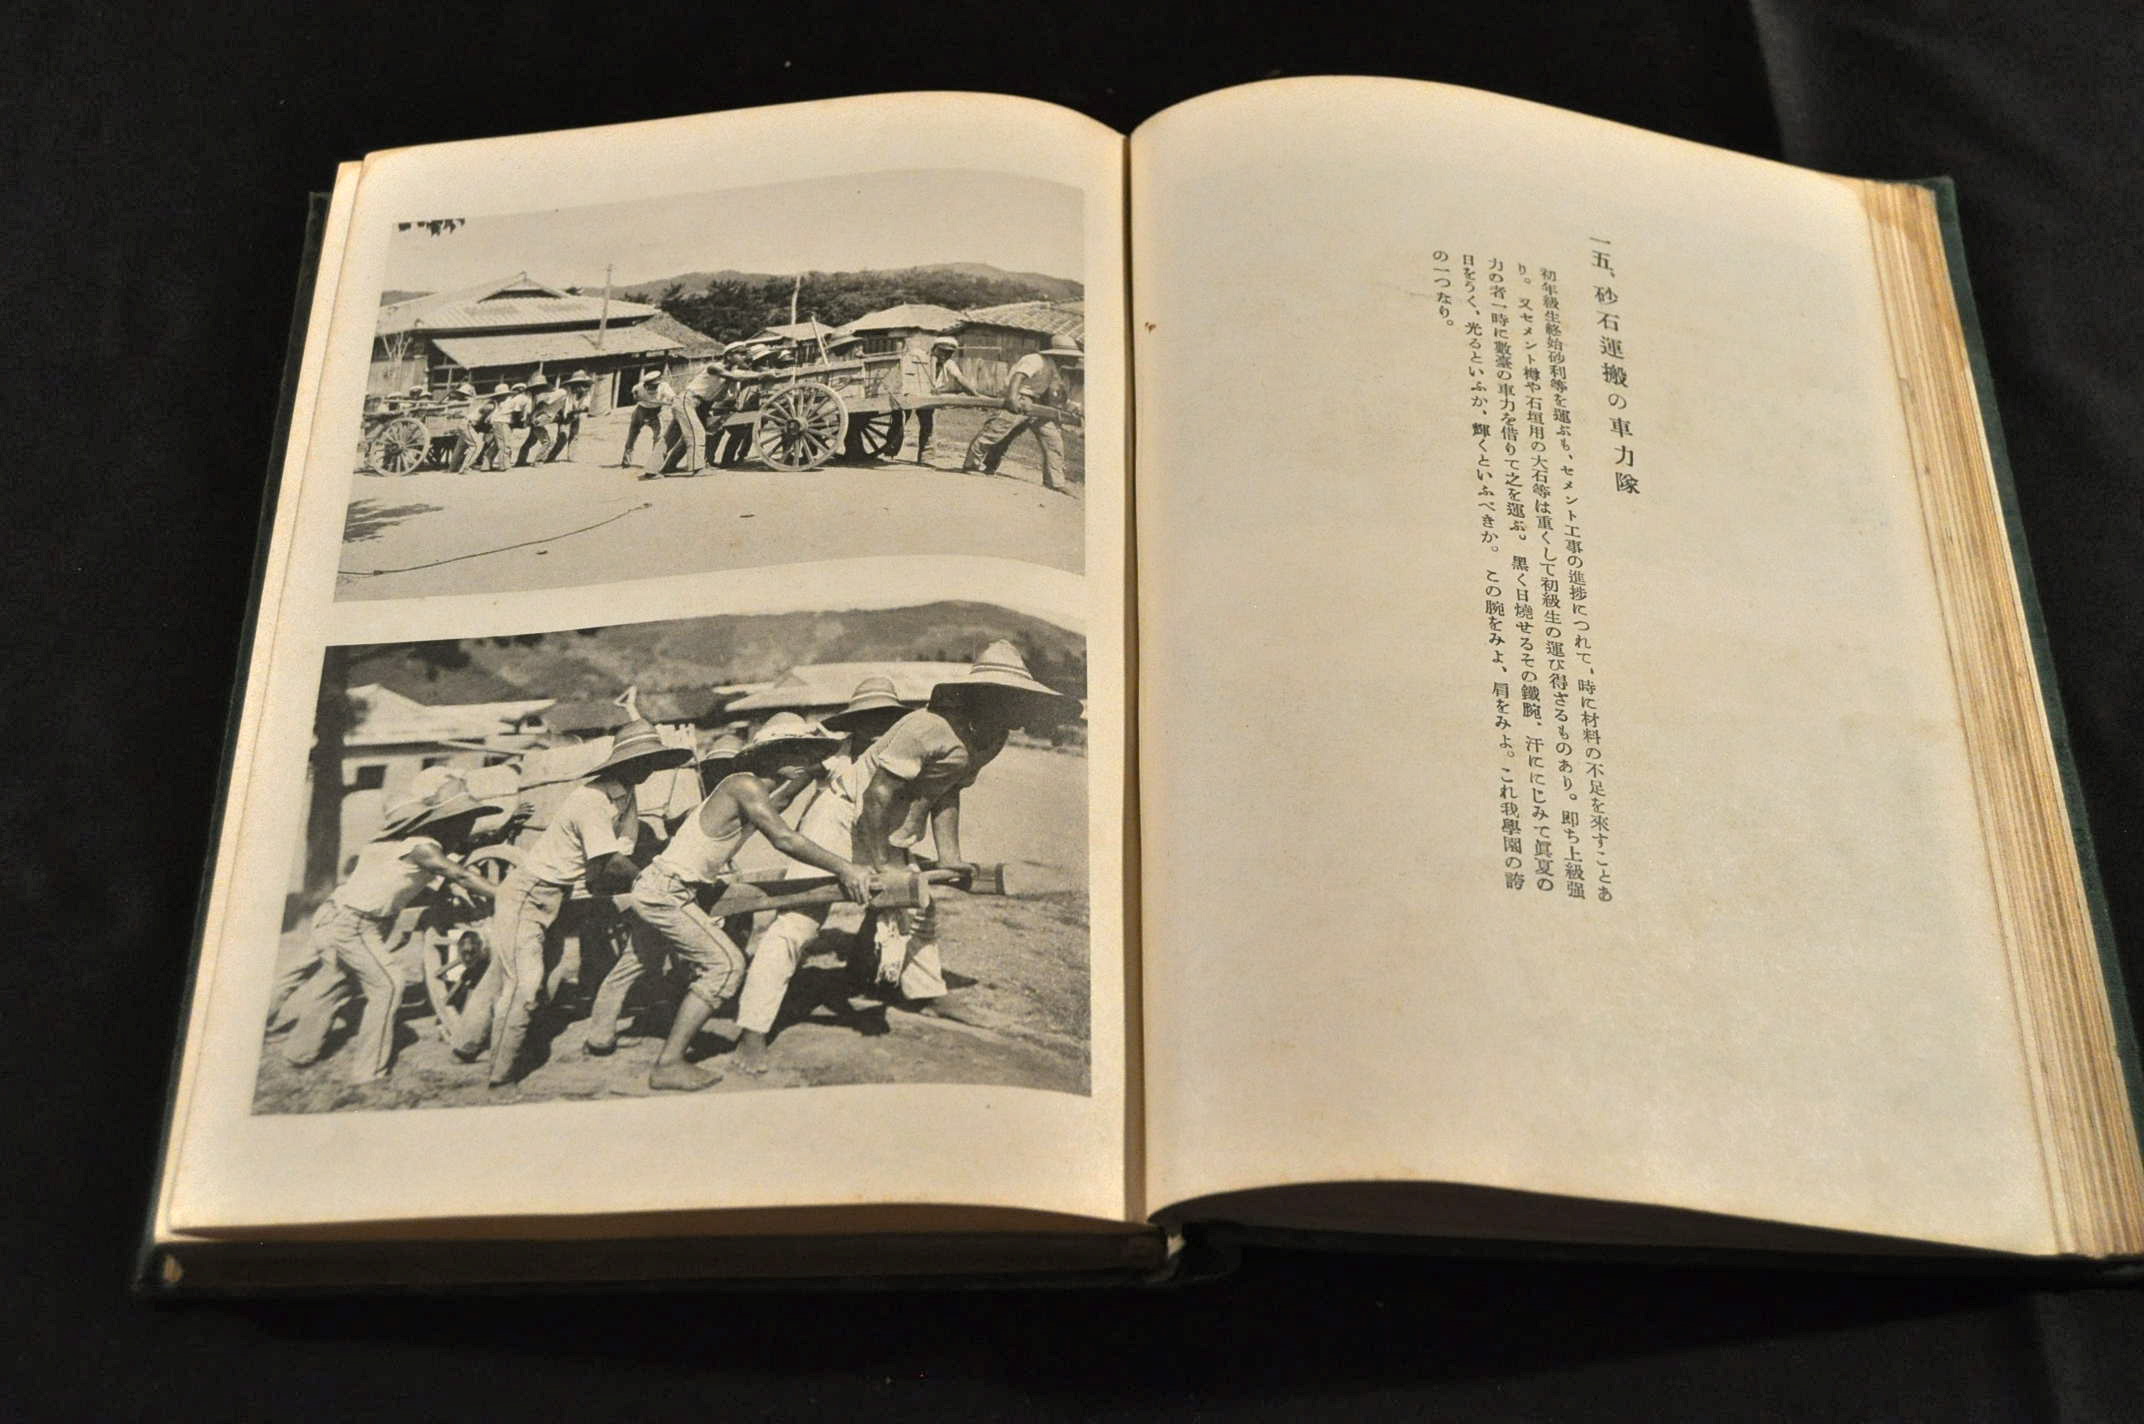 一五、砂石運搬の車力隊
初年級生終始砂利等を運ぶも、セメント工事の進捗につれて、時に材料の不足を來すことあ
り。又セメント樽や石垣用の大石等は重くして初級生の運び得ざるものあり。卽ち上級强
力の者一時に數臺の車力を借りて之を運ぶ。黑く日燒せるその鐵腕、汗ににじみて眞夏の
日をうく、光るといふか、輝くといふべきか。この腕をみよ、肩をみよ。これ我學園の誇
の一つなり。